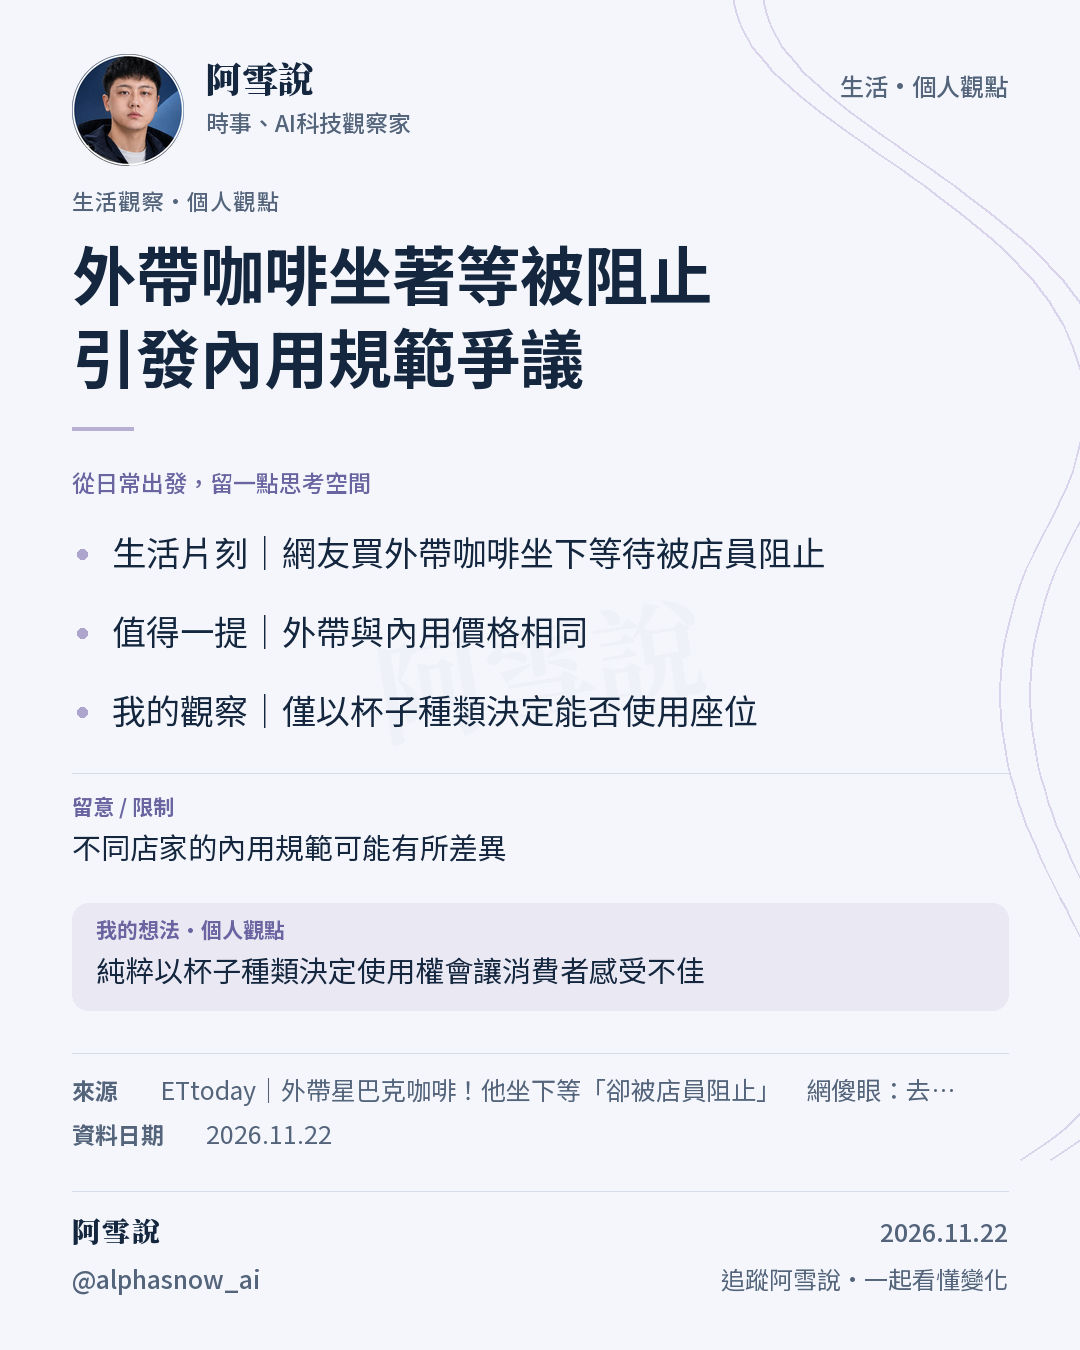 阿雪說
時事、AI科技觀察家
生活・個人觀點
生活觀察・個人觀點
外帶咖啡坐著等被阻止
引發內用規範爭議
從日常出發，留一點思考空間
生活片刻｜網友買外帶咖啡坐下等待被店員阻止
值得一提｜外帶與內用價格相同
我的觀察｜僅以杯子種類決定能否使用座位
阿雪說
留意 / 限制
不同店家的內用規範可能有所差異
我的想法・個人觀點
純粹以杯子種類決定使用權會讓消費者感受不佳
來源 ETtoday｜外帶星巴克咖啡！他坐下等「卻被店員阻止」 網傻眼：去…
資料日期 2026.11.22
阿雪說
2026.11.22
@alphasnow_ai
追蹤阿雪說・一起看懂變化